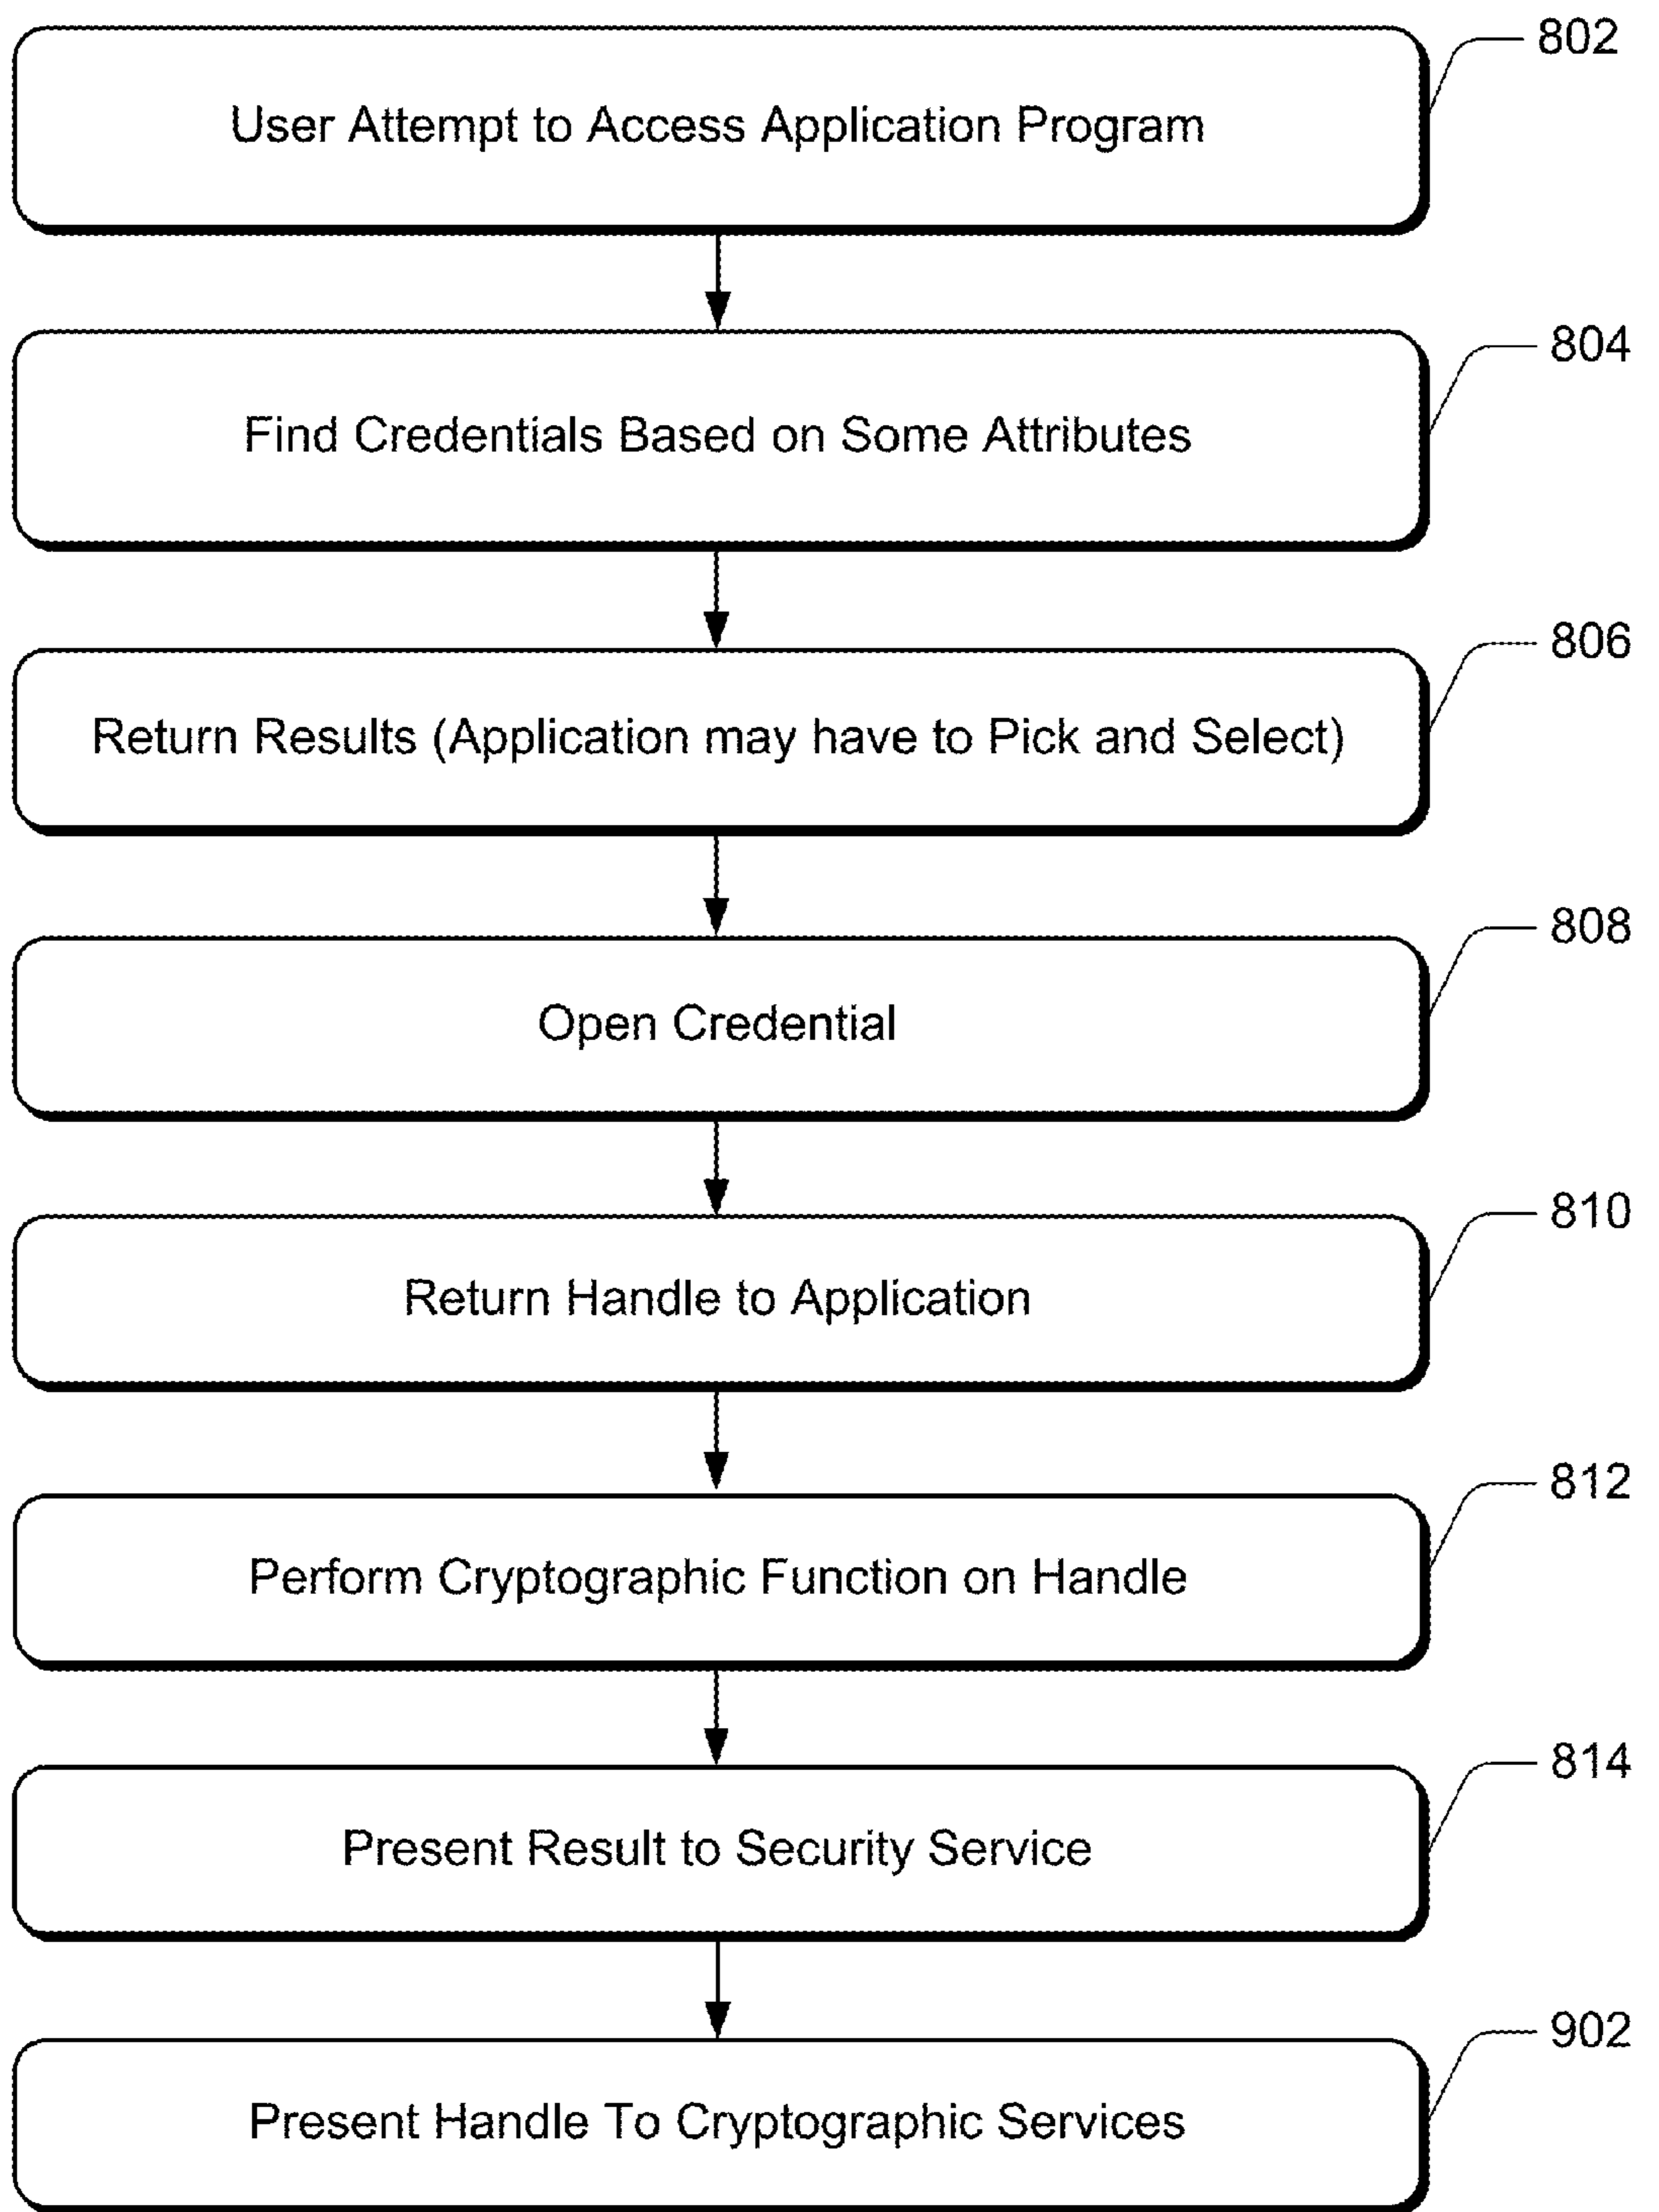 802
User Attempt to Access Application Program
804
Find Credentials Based on Some Attributes
806
Return Results (Application may have to Pick and Select)
808
Open Credential
810
Return Handle to Application
812
Perform Cryptographic Function on Handle
814
Present Result to Security Service
902
Present Handle To Cryptographic Services